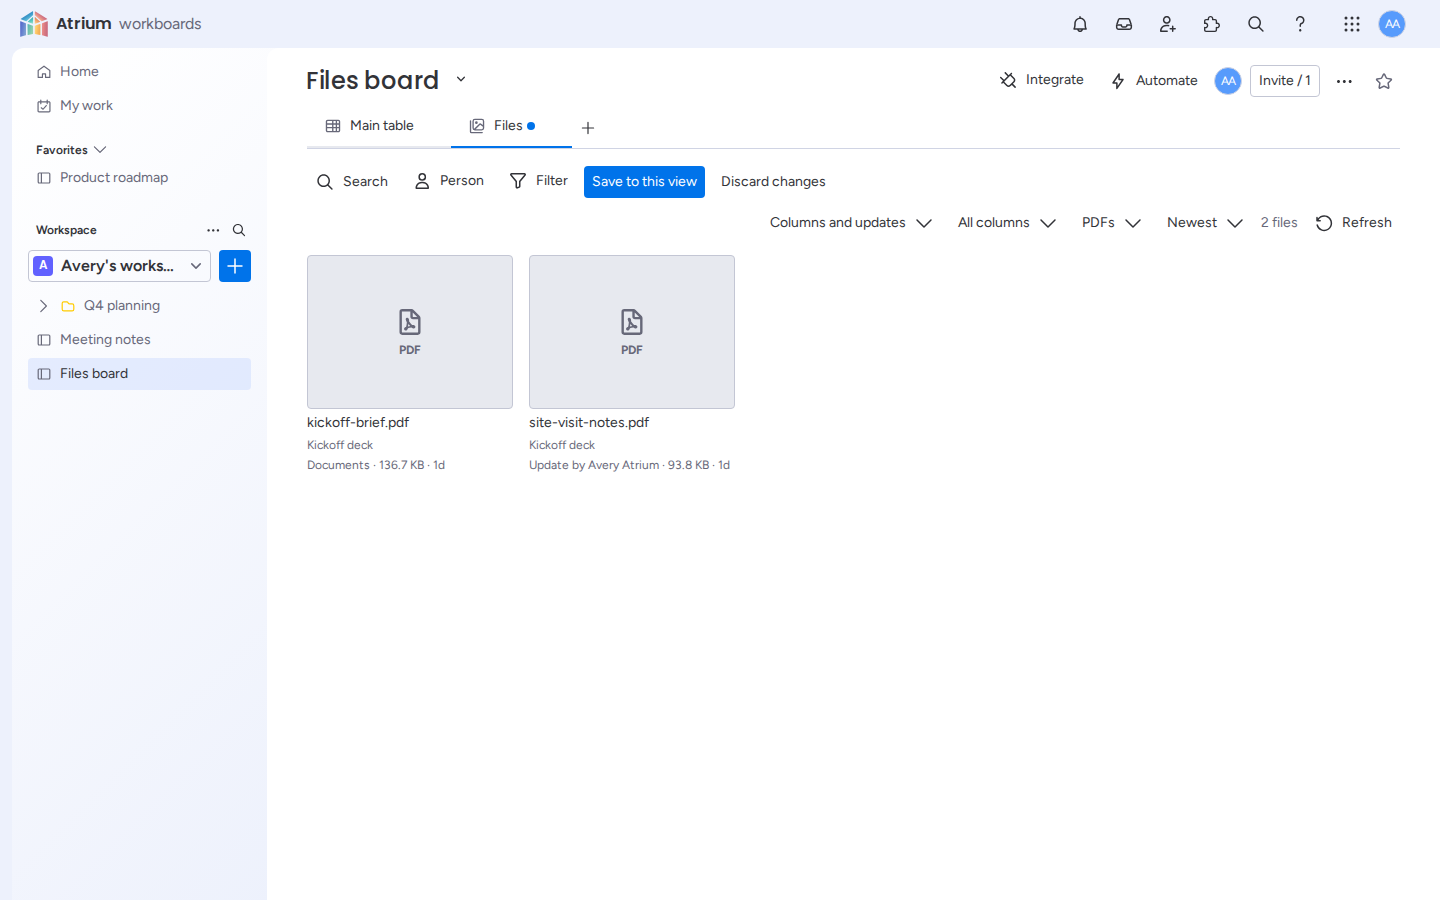 Atrium workboards
AA
Home
My work
Favorites
Product roadmap
Workspace
A Avery's works...
Q4 planning
Meeting notes
Files board
Files board
Integrate
Automate
AA
Invite / 1
Main table
Files
Search
Person
Filter
Save to this view
Discard changes
Columns and updates
All columns
PDFs
Newest
2 files
Refresh
PDF
kickoff-brief.pdf
Kickoff deck
Documents · 136.7 KB · 1d
PDF
site-visit-notes.pdf
Kickoff deck
Update by Avery Atrium · 93.8 KB · 1d